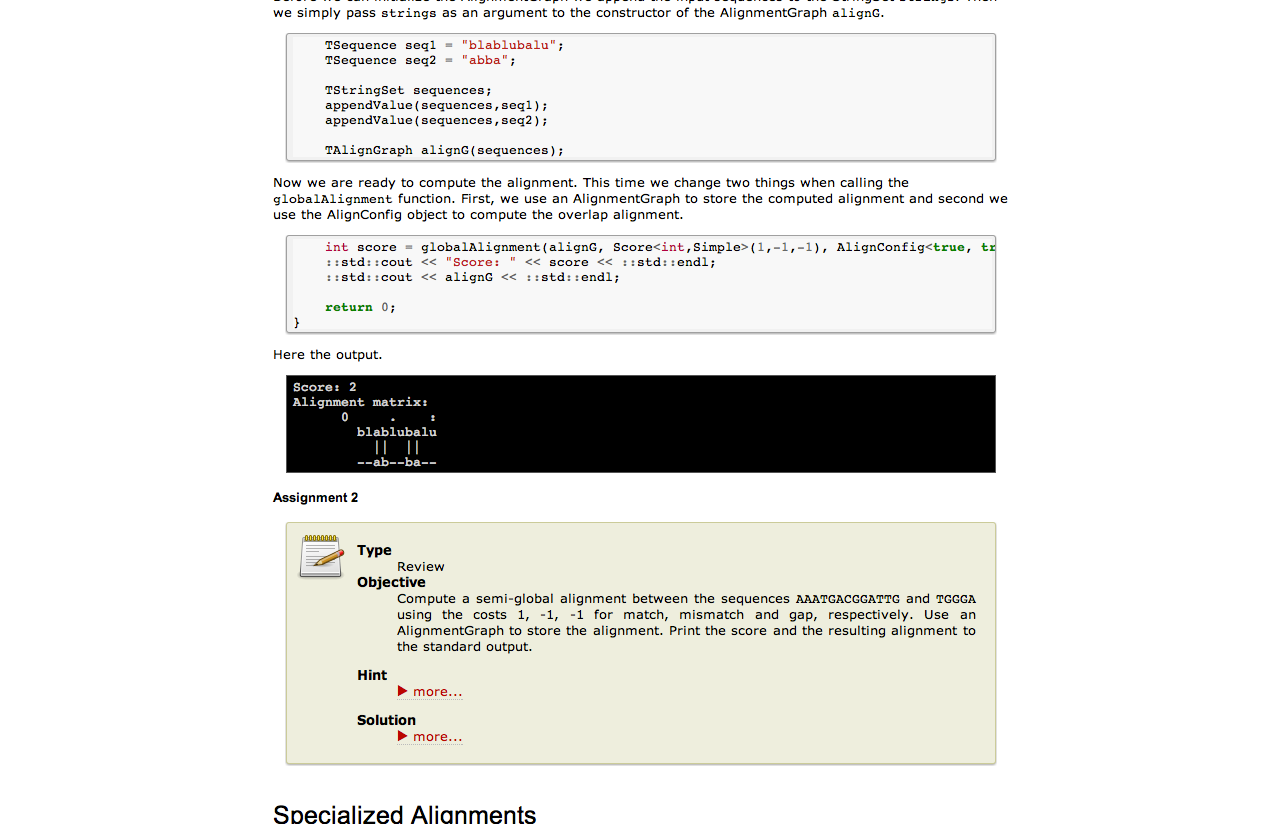 we simply pass strings as an argument to the constructor of the AlignmentGraph alignG.
TSequence seq1 = "blablubalu";
TSequence seq2 = "abba";
TStringSet sequences;
appendValue(sequences,seq1);
appendValue(sequences,seq2);
TAlignGraph alignG(sequences);
Now we are ready to compute the alignment. This time we change two things when calling the
globalAlignment function. First, we use an AlignmentGraph to store the computed alignment and second we
use the AlignConfig object to compute the overlap alignment.
int score = globalAlignment(alignG, Score<int,Simple>(1,-1,-1), AlignConfig<true, tr
::std::cout << "Score: " << score << ::std::endl;
::std::cout << alignG << ::std::endl;
return 0;
}
Here the output.
Score: 2
Alignment matrix:
0     .    :
blablubalu
||  ||
--ab--ba--
Assignment 2
Type
Review
Objective
Compute a semi-global alignment between the sequences AAATGACGGATTG and TGGGA
using the costs 1, -1, -1 for match, mismatch and gap, respectively. Use an
AlignmentGraph to store the alignment. Print the score and the resulting alignment to
the standard output.
Hint
more...
Solution
more...
Specialized Alignments